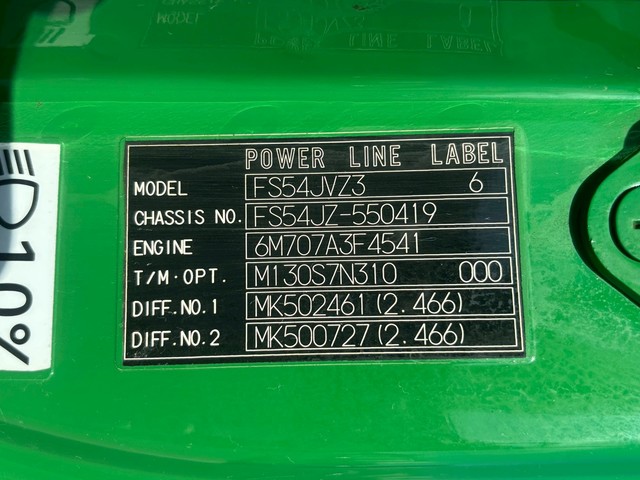 POWER LINE LABEL
MODEL FS54JVZ3 6
CHASSIS NO. FS54JZ-550419
ENGINE 6M707A3F4541
T/M·OPT. M130S7N310 000
DIFF.NO.1 MK502461(2.466)
DIFF.NO.2 MK500727(2.466)
10%